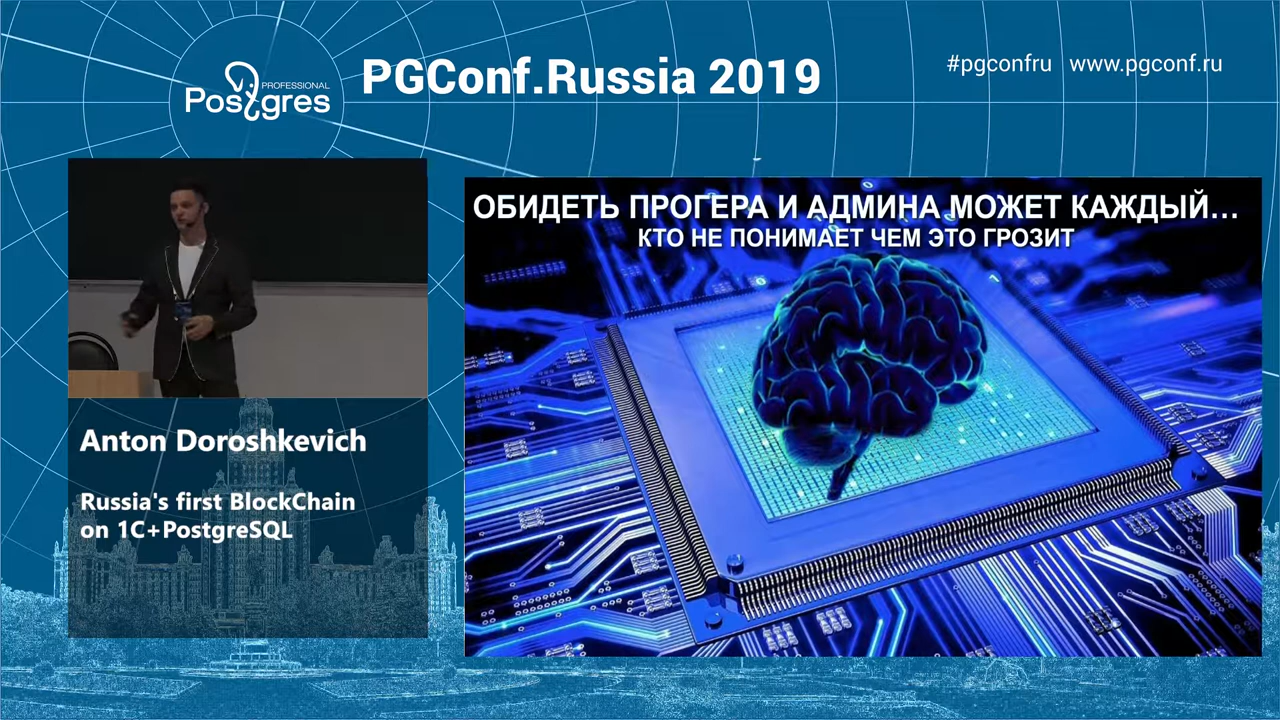 PROFESSIONAL
Postgres
PGConf.Russia 2019
#pgconfru www.pgconf.ru
ОБИДЕТЬ ПРОГЕРА И АДМИНА МОЖЕТ КАЖДЫЙ…
КТО НЕ ПОНИМАЕТ ЧЕМ ЭТО ГРОЗИТ
Anton Doroshkevich
Russia's first BlockChain
on 1C+PostgreSQL